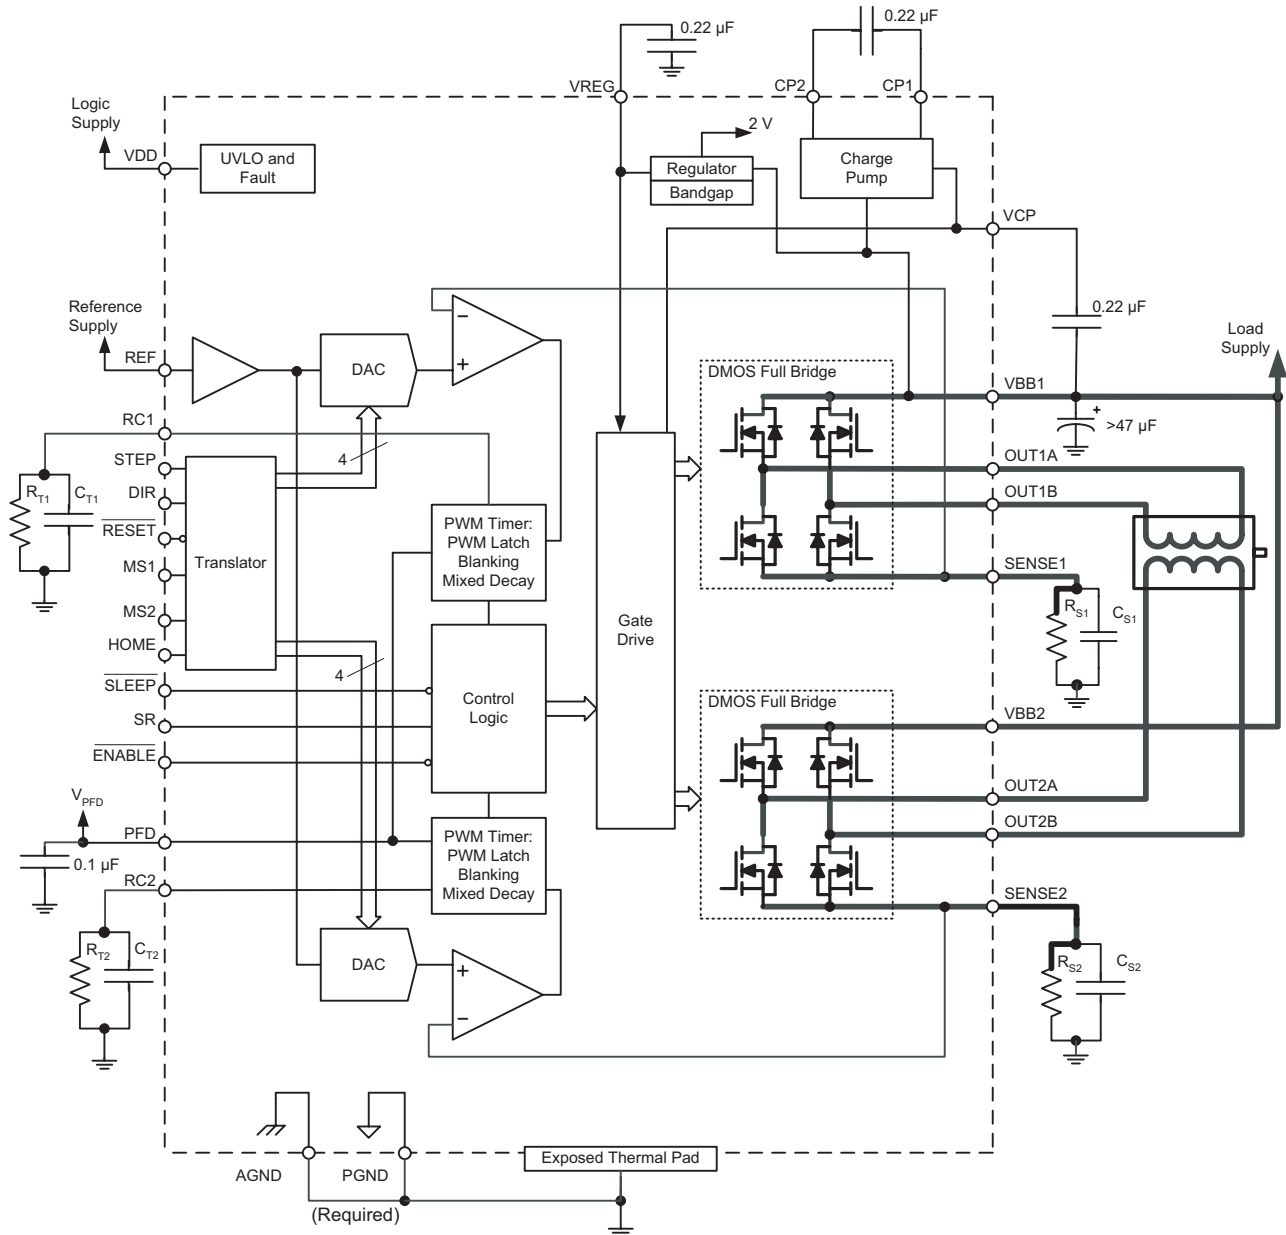 0.22 µF
0.22 µF
VREG
CP2
CP1
Logic
Supply
VDD
UVLO and
Fault
2 V
Regulator
Bandgap
Charge
Pump
VCP
0.22 µF
Reference
Supply
REF
DAC
−
+
Load
Supply
DMOS Full Bridge
VBB1
+
>47 µF
RC1
4
STEP
OUT1A
RT1
CT1
DIR
OUT1B
RESET
PWM Timer:
PWM Latch
Blanking
Mixed Decay
Translator
MS1
SENSE1
MS2
RS1
CS1
HOME
Gate
Drive
4
SLEEP
Control
Logic
DMOS Full Bridge
SR
VBB2
ENABLE
OUT2A
VPFD
PFD
OUT2B
0.1 µF
PWM Timer:
PWM Latch
Blanking
Mixed Decay
RC2
SENSE2
RT2
CT2
DAC
+
−
RS2
CS2
Exposed Thermal Pad
AGND
PGND
(Required)